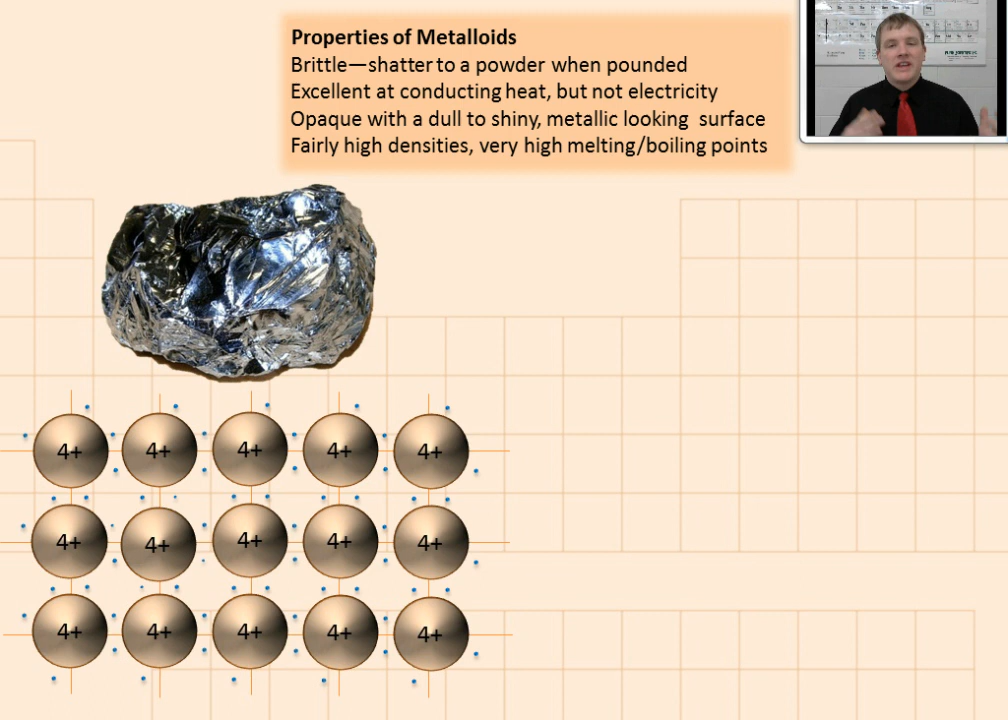 Properties of Metalloids
Brittle—shatter to a powder when pounded
Excellent at conducting heat, but not electricity
Opaque with a dull to shiny, metallic looking surface
Fairly high densities, very high melting/boiling points
4+ 4+ 4+ 4+ 4+
4+ 4+ 4+ 4+ 4+
4+ 4+ 4+ 4+ 4+